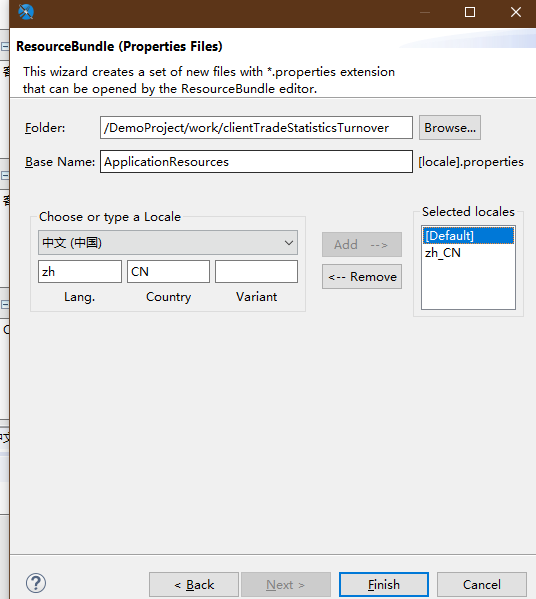 ResourceBundle (Properties Files)
This wizard creates a set of new files with *.properties extension
that can be opened by the ResourceBundle editor.
Folder: /DemoProject/work/clientTradeStatisticsTurnover Browse...
Base Name: ApplicationResources [locale].properties
Choose or type a Locale
中文 (中国)
zh CN
Lang. Country Variant
Add -->
<-- Remove
Selected locales
[Default]
zh_CN
?
< Back Next > Finish Cancel